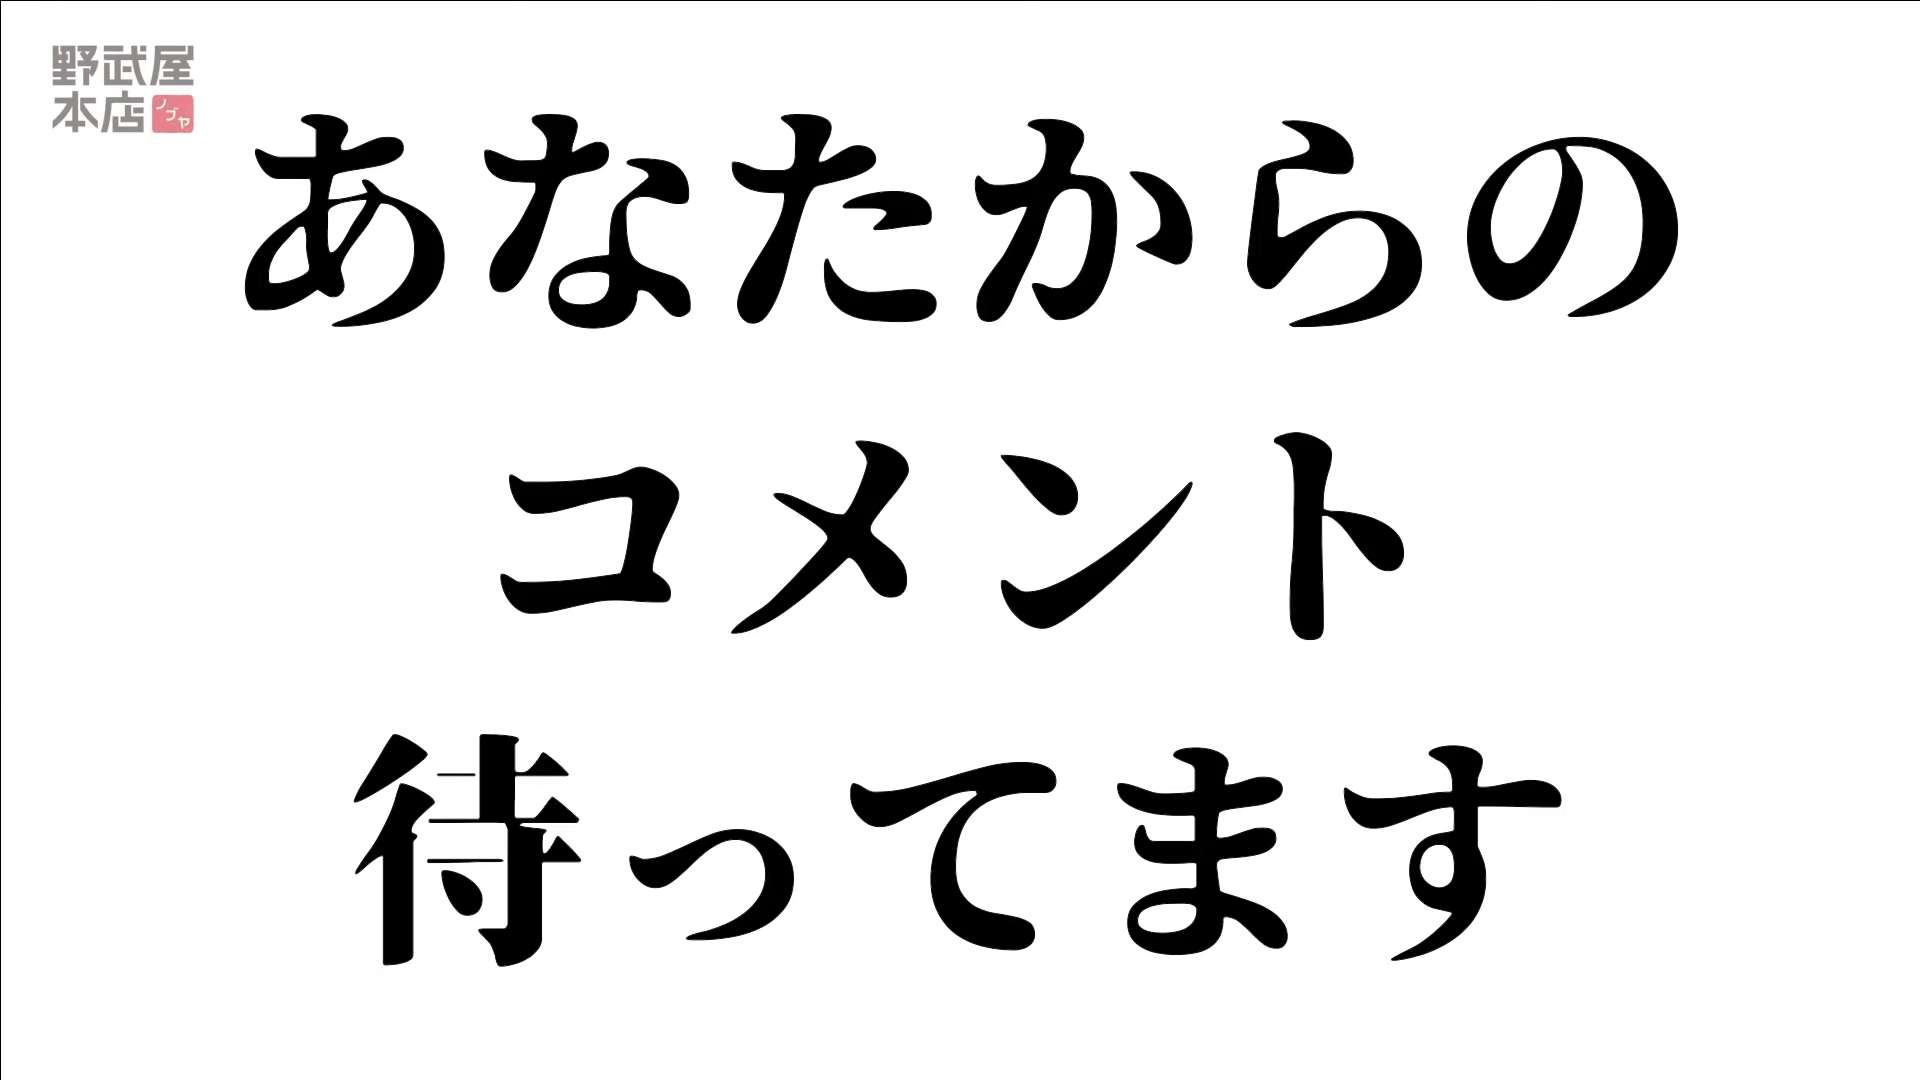 野武屋
本店
ノブヤ
あなたからの
コメント
待ってます